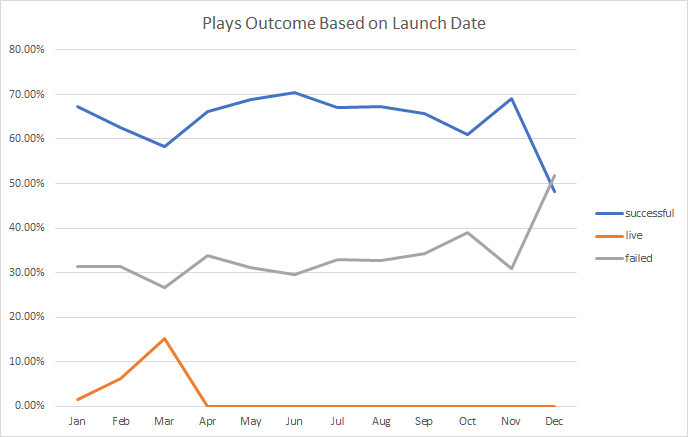 Plays Outcome Based on Launch Date
80.00%
70.00%
60.00%
50.00%
40.00%
30.00%
20.00%
10.00%
0.00%
Jan Feb Mar Apr May Jun Jul Aug Sep Oct Nov Dec
successful
live
failed